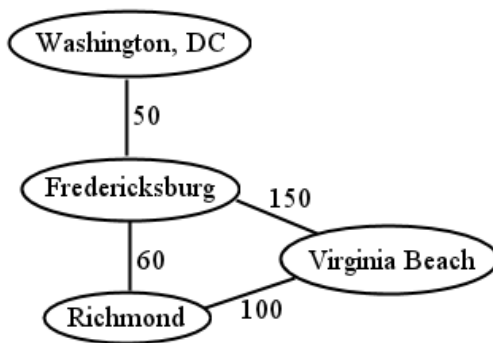 Washington, DC
50
Fredericksburg
150
60
Virginia Beach
Richmond
100